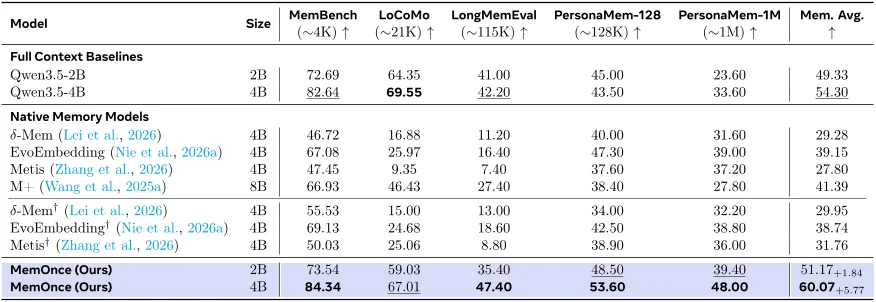 Model Size MemBench LoCoMo LongMemEval PersonaMem-128 PersonaMem-1M Mem. Avg.
(∼4K) ↑ (∼21K) ↑ (∼115K) ↑ (∼128K) ↑ (∼1M) ↑ ↑
Full Context Baselines
Qwen3.5-2B 2B 72.69 64.35 41.00 45.00 23.60 49.33
Qwen3.5-4B 4B 82.64 69.55 42.20 43.50 33.60 54.30
Native Memory Models
δ-Mem (Lei et al., 2026) 4B 46.72 16.88 11.20 40.00 31.60 29.28
EvoEmbedding (Nie et al., 2026a) 4B 67.08 25.97 16.40 47.30 39.00 39.15
Metis (Zhang et al., 2026) 4B 47.45 9.35 7.40 37.60 37.20 27.80
M+ (Wang et al., 2025a) 8B 66.93 46.43 27.40 38.40 27.80 41.39
δ-Mem† (Lei et al., 2026) 4B 55.53 15.00 13.00 34.00 32.20 29.95
EvoEmbedding† (Nie et al., 2026a) 4B 69.13 24.68 18.60 42.50 38.80 38.74
Metis† (Zhang et al., 2026) 4B 50.03 25.06 8.80 38.90 36.00 31.76
MemOnce (Ours) 2B 73.54 59.03 35.40 48.50 39.40 51.17+1.84
MemOnce (Ours) 4B 84.34 67.01 47.40 53.60 48.00 60.07+5.77